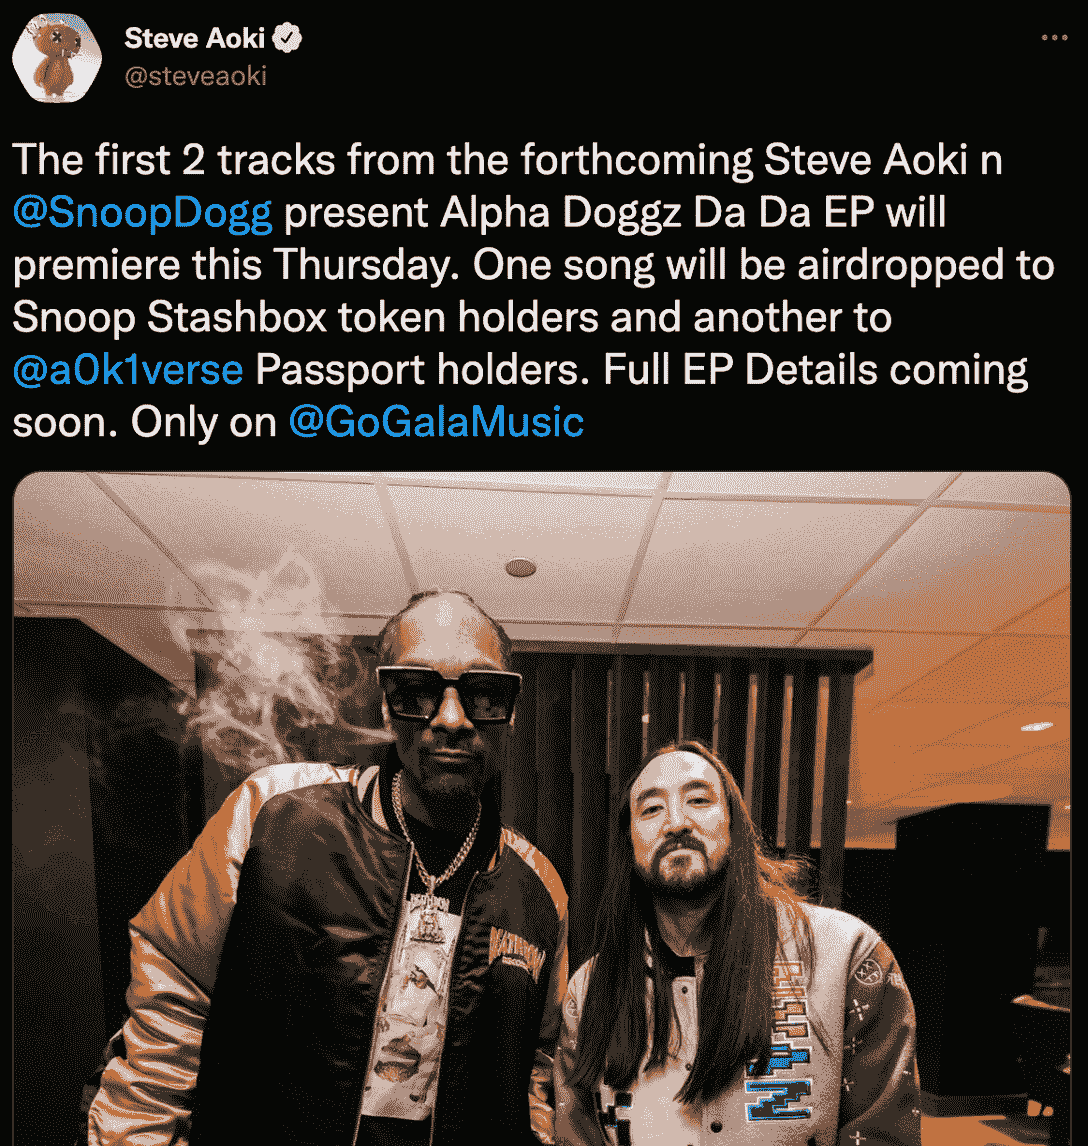 Steve Aoki
@steveaoki
The first 2 tracks from the forthcoming Steve Aoki n
@SnoopDogg present Alpha Doggz Da Da EP will
premiere this Thursday. One song will be airdropped to
Snoop Stashbox token holders and another to
@a0k1verse Passport holders. Full EP Details coming
soon. Only on @GoGalaMusic